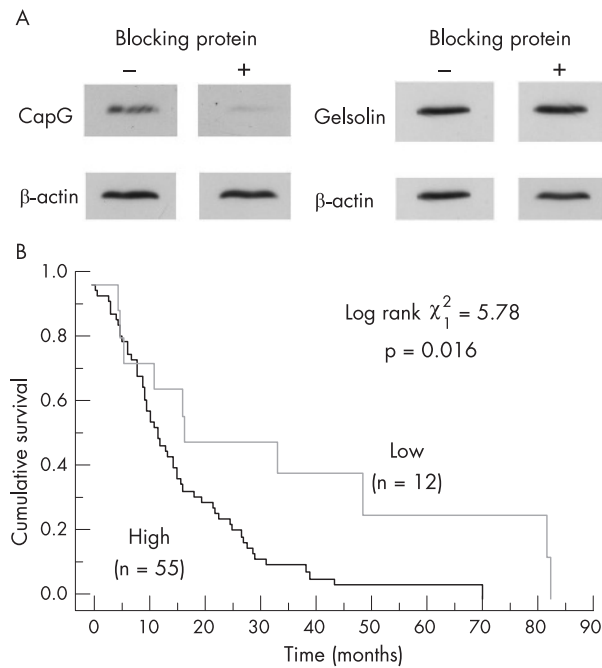 A
Blocking protein
Blocking protein
− +
− +
CapG
Gelsolin
β-actin
β-actin
B
1.0
0.8
0.6
0.4
0.2
0.0
Cumulative survival
Log rank χ₁² = 5.78
p = 0.016
Low
(n = 12)
High
(n = 55)
0 10 20 30 40 50 60 70 80 90
Time (months)